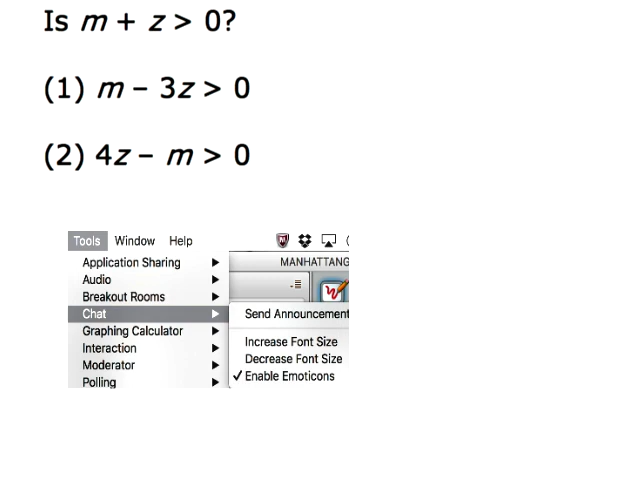 Is m + z > 0?
(1) m – 3z > 0
(2) 4z – m > 0
Tools Window Help
MANHATTANG
Application Sharing
Audio
Breakout Rooms
Chat
Send Announcement
Graphing Calculator
Increase Font Size
Interaction
Decrease Font Size
Moderator
✓ Enable Emoticons
Polling